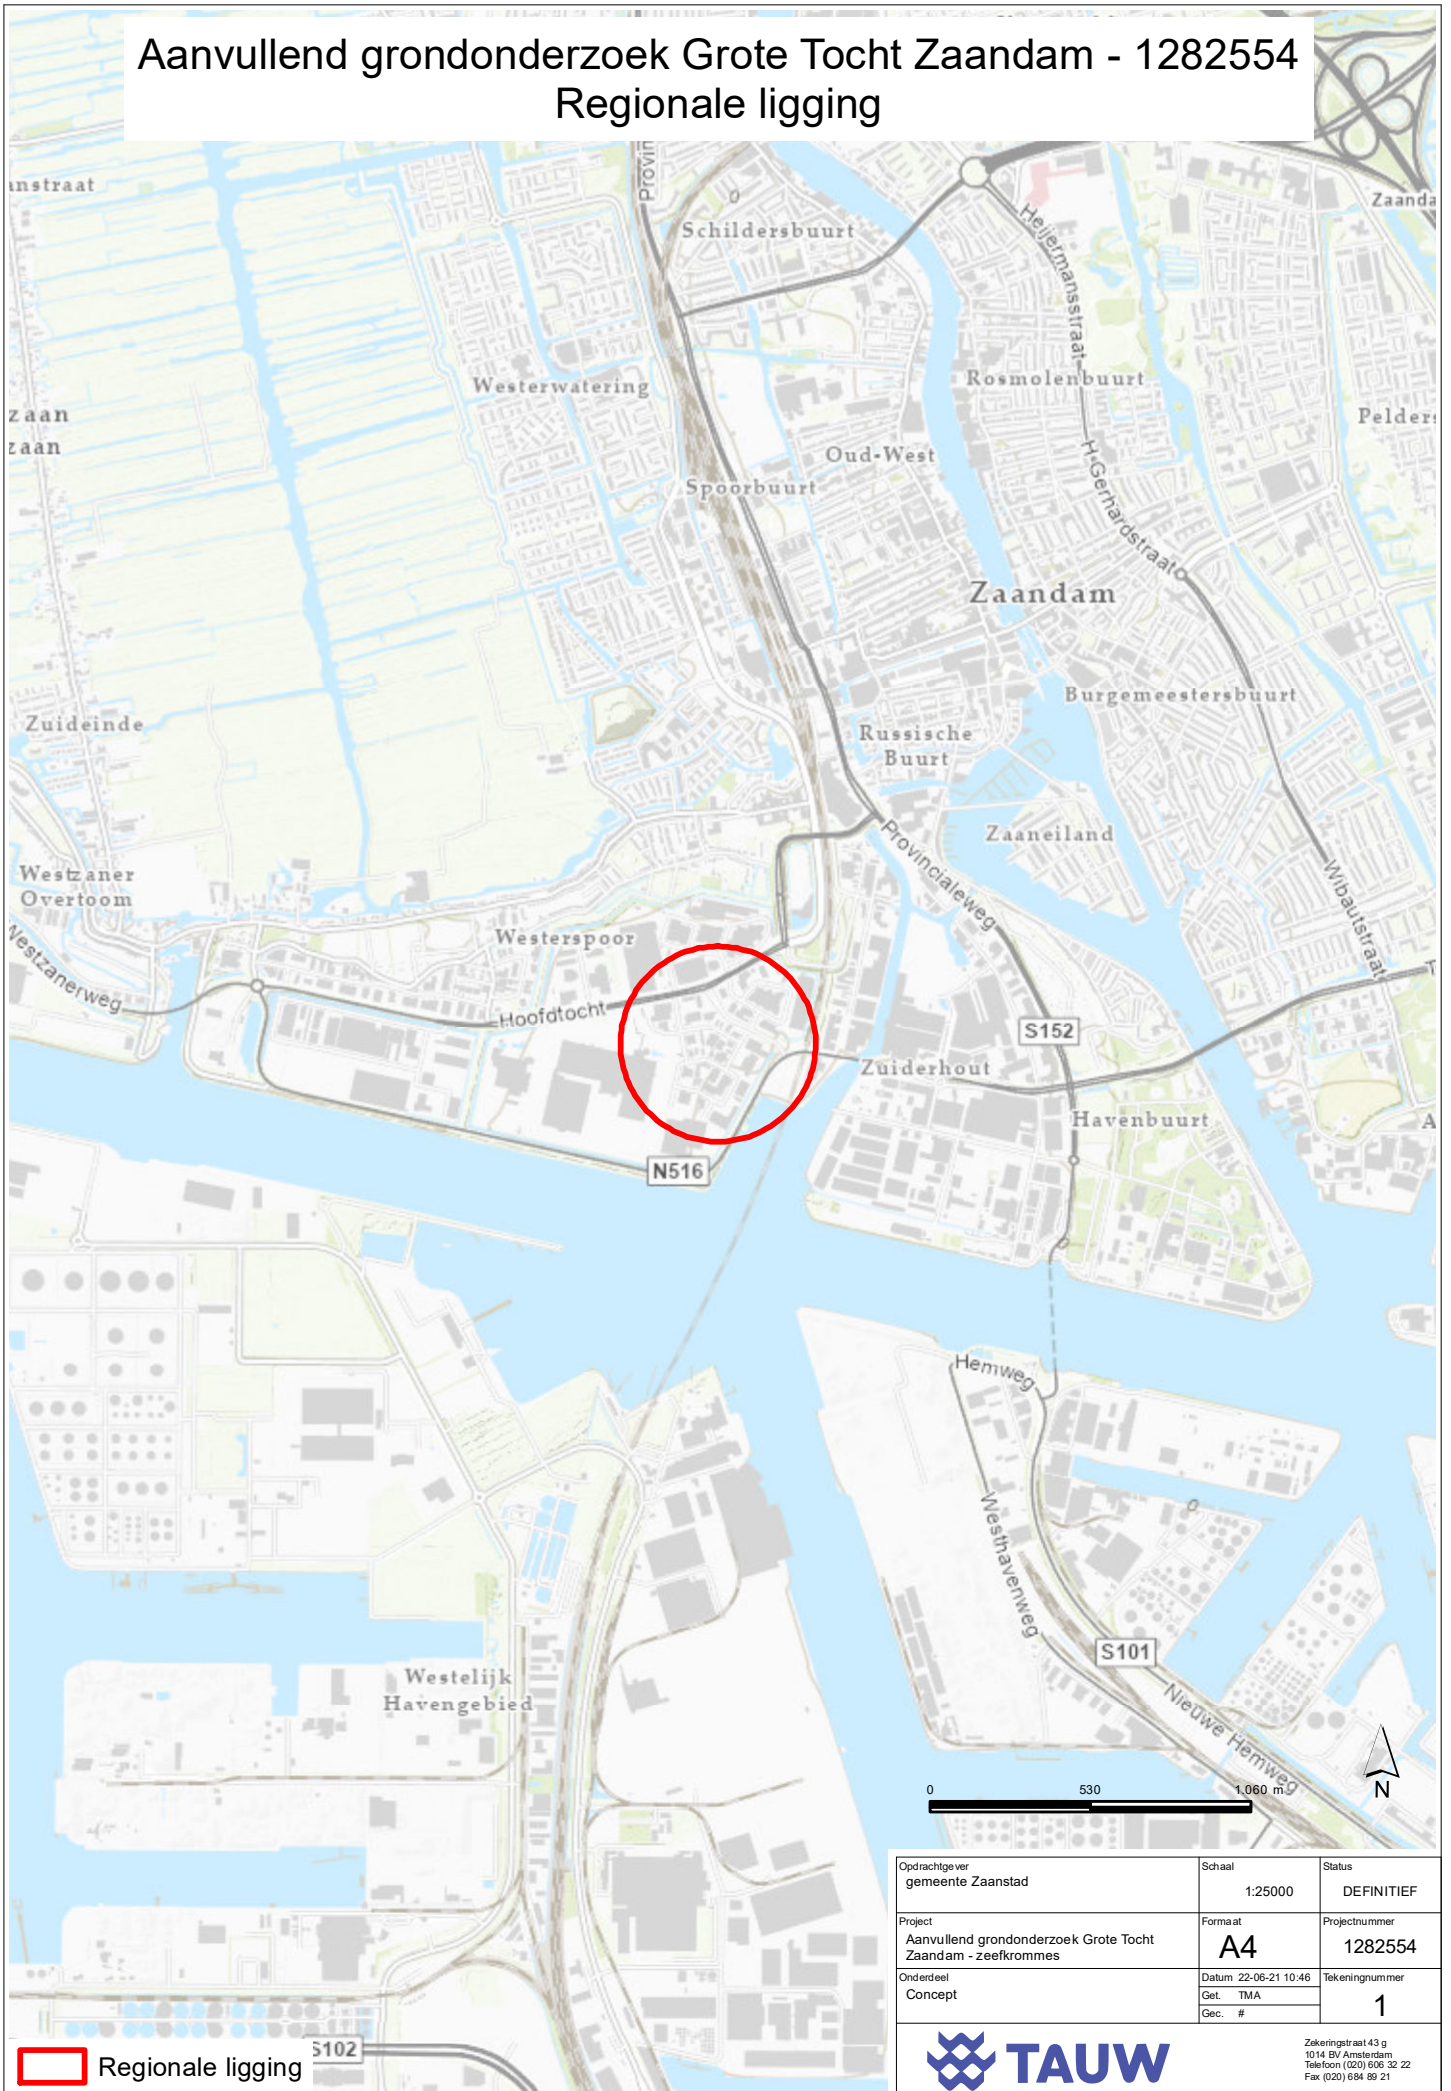 Aanvullend grondonderzoek Grote Tocht Zaandam - 1282554
Regionale ligging
Provin
anstraat
Zaanda
Heijermansstraat
Schildersbuurt
Westerwatering
Rosmolenbuurt
zaan
zaan
Pelders
Oud-West
Spoorbuurt
H-Gerhardstraat
Zaandam
Burgemeestersbuurt
Zuideinde
Russische
Buurt
Zaaneiland
Provincialeweg
Westzaner
Overtoom
Wibautstraat
Westzanerweg
Westerspoor
Hoofdtocht
S152
Zuiderhout
Havenbuurt
A
N516
Hemweg
Westhavenweg
S101
Westelijk
Havengebied
Nieuwe Hemweg
0 530 1.060 m
N
Opdrachtgever
gemeente Zaanstad
Schaal
1:25000
Status
DEFINITIEF
Project
Aanvullend grondonderzoek Grote Tocht
Zaandam - zeefkrommes
Formaat
A4
Projectnummer
1282554
Onderdeel
Concept
Datum 22-06-21 10:46
Get. TMA
Gec. #
Tekeningnummer
1
TAUW
Zekeringstraat 43 g
1014 BV Amsterdam
Telefoon (020) 606 32 22
Fax (020) 684 89 21
S102
Regionale ligging